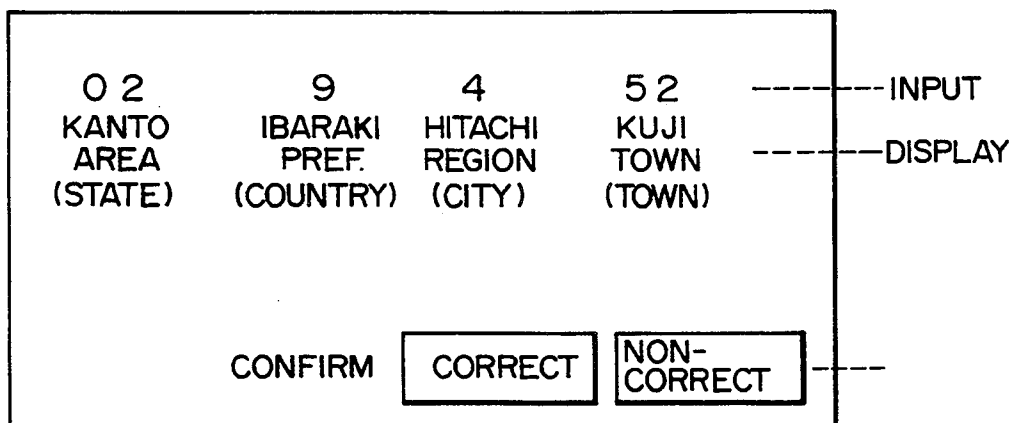 02 9 4 52 INPUT
KANTO IBARAKI HITACHI KUJI
AREA PREF. REGION TOWN DISPLAY
(STATE) (COUNTRY) (CITY) (TOWN)
CONFIRM CORRECT NON-
CORRECT